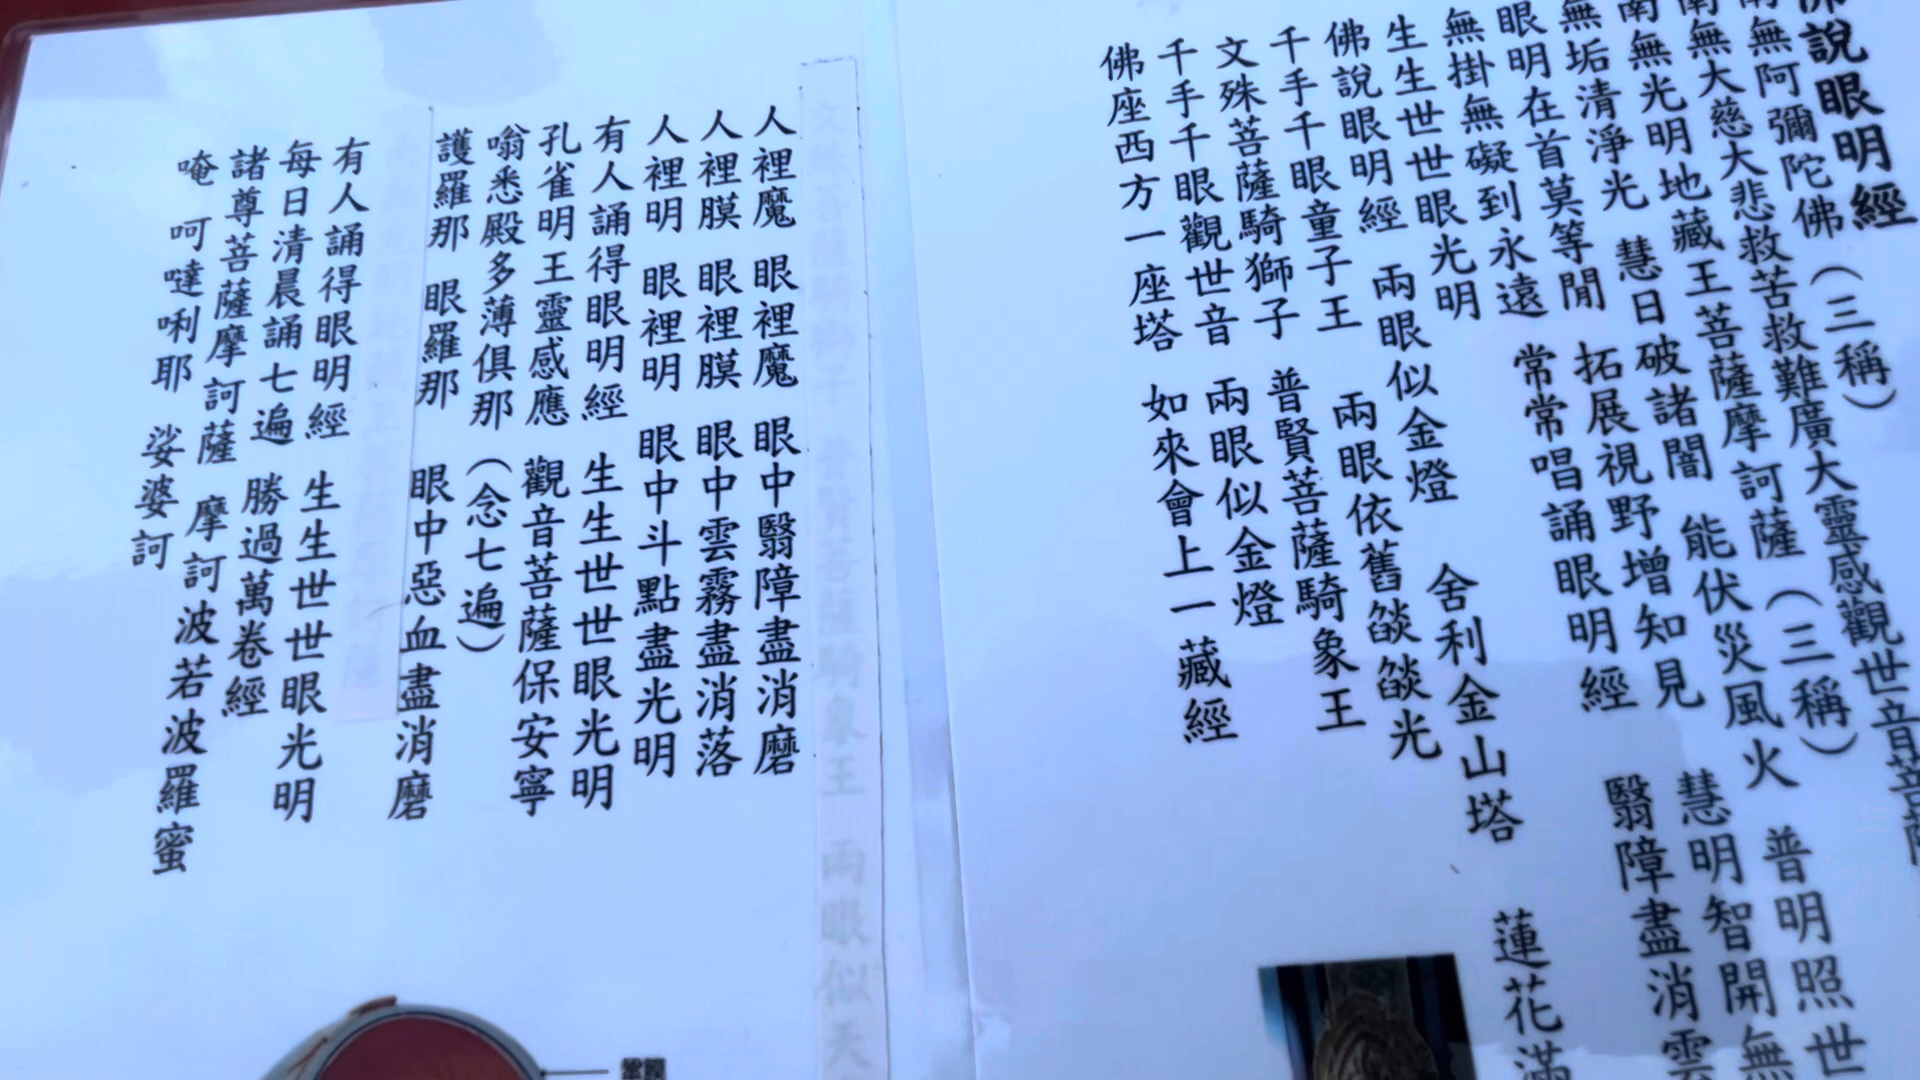 佛說眼明經
南無阿彌陀佛（三稱）
南無大慈大悲救苦救難廣大靈感觀世音菩薩
南無光明地藏王菩薩摩訶薩（三稱）
無垢清淨光 慧日破諸闇 能伏災風火 普明照世
眼明在首莫等閒 拓展視野增知見 慧明智開無
無掛無礙到永遠 常常唱誦眼明經 翳障盡消雲
生生世世眼光明
佛說眼明經 兩眼似金燈 舍利金山塔 蓮花滿
千手千眼童子王 兩眼依舊燄燄光
文殊菩薩騎獅子 普賢菩薩騎象王
千手千眼觀世音 兩眼似金燈
佛座西方一座塔 如來會上一藏經
人裡魔 眼裡魔 眼中翳障盡消磨
人裡膜 眼裡膜 眼中雲霧盡消落
人裡明 眼裡明 眼中斗點盡光明
有人誦得眼明經 生生世世眼光明
孔雀明王靈感應 觀音菩薩保安寧
嗡悉殿多薄俱那（念七遍）
護羅那 眼羅那 眼中惡血盡消磨
有人誦得眼明經 生生世世眼光明
每日清晨誦七遍 勝過萬卷經
諸尊菩薩摩訶薩 摩訶波若波羅蜜
唵 呵噠唎耶 娑婆訶